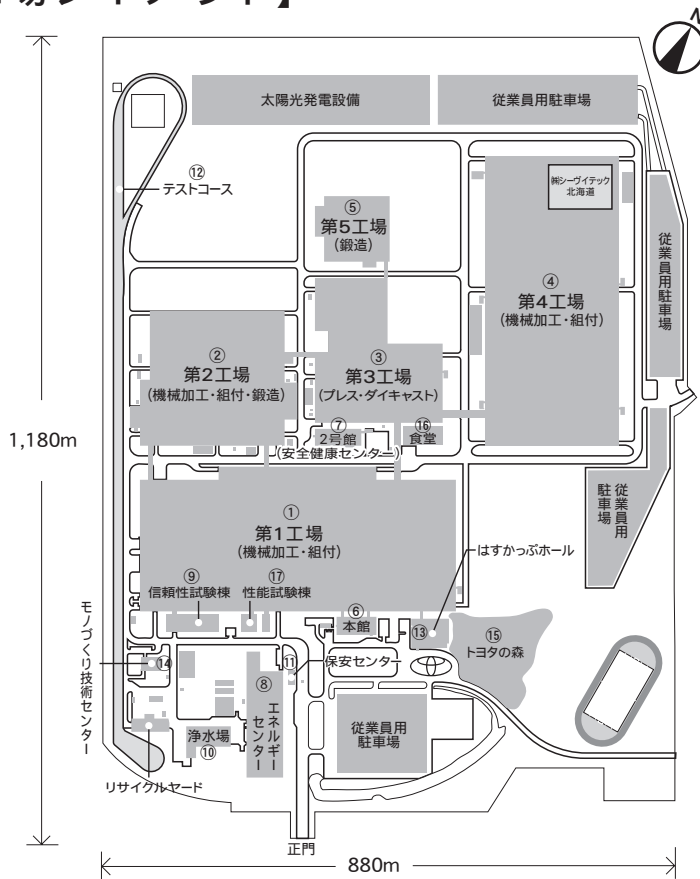 N
太陽光発電設備
従業員用駐車場
⑫
テストコース
㈱シーヴイテック
北海道
⑤
第5工場
(鍛造)
従業員用駐車場
④
第4工場
(機械加工・組付)
②
第2工場
(機械加工・組付・鍛造)
③
第3工場
(プレス・ダイキャスト)
1,180m
⑦
2号館
(安全健康センター)
⑯
食堂
従業員用
駐車場
①
第1工場
(機械加工・組付)
はすかっぷホール
⑨
信頼性試験棟
⑰
性能試験棟
⑥
本館
⑬
⑮
トヨタの森
モノづくり技術センター
⑭
⑪
保安センター
⑧
エネルギー
センター
従業員用
駐車場
浄水場
⑩
リサイクルヤード
正門
880m